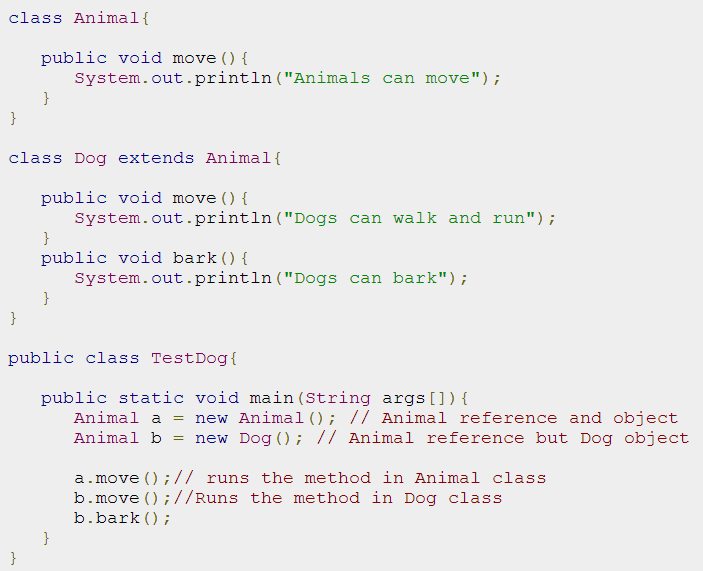 class Animal{
public void move(){
System.out.println("Animals can move");
}
}
class Dog extends Animal{
public void move(){
System.out.println("Dogs can walk and run");
}
public void bark(){
System.out.println("Dogs can bark");
}
}
public class TestDog{
public static void main(String args[]){
Animal a = new Animal(); // Animal reference and object
Animal b = new Dog(); // Animal reference but Dog object
a.move();// runs the method in Animal class
b.move();//Runs the method in Dog class
b.bark();
}
}